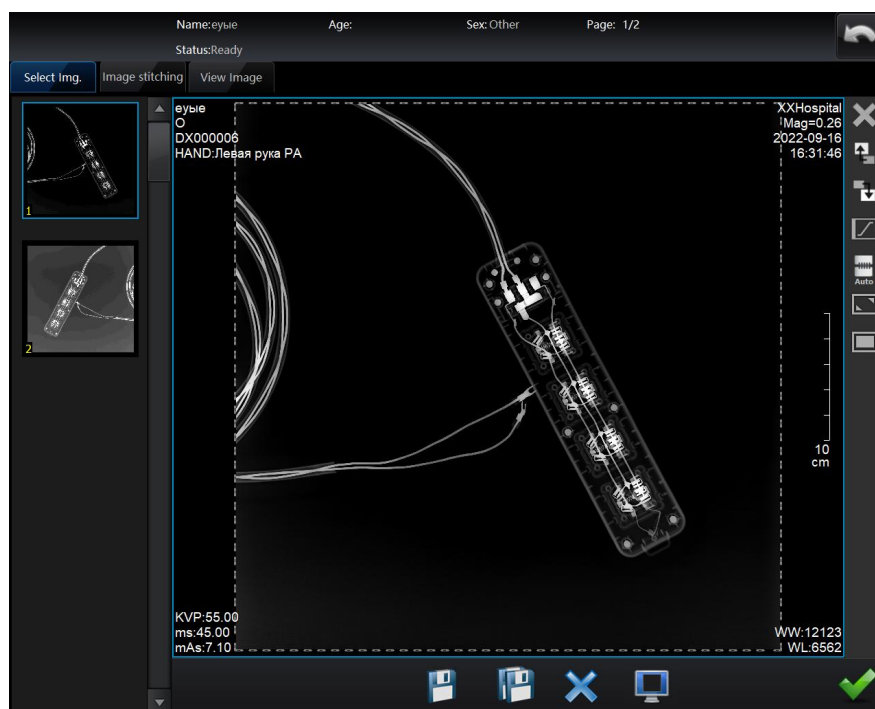 Name:еуые Age: Sex:Other Page: 1/2
Status:Ready
Select Img. Image stitching View Image
1
2
еуые
O
DX000006
HAND:Левая рука PA
XXHospital
Mag=0.26
2022-09-16
16:31:46
Auto
10
cm
KVP:55.00
ms:45.00
mAs:7.10
WW:12123
WL:6562